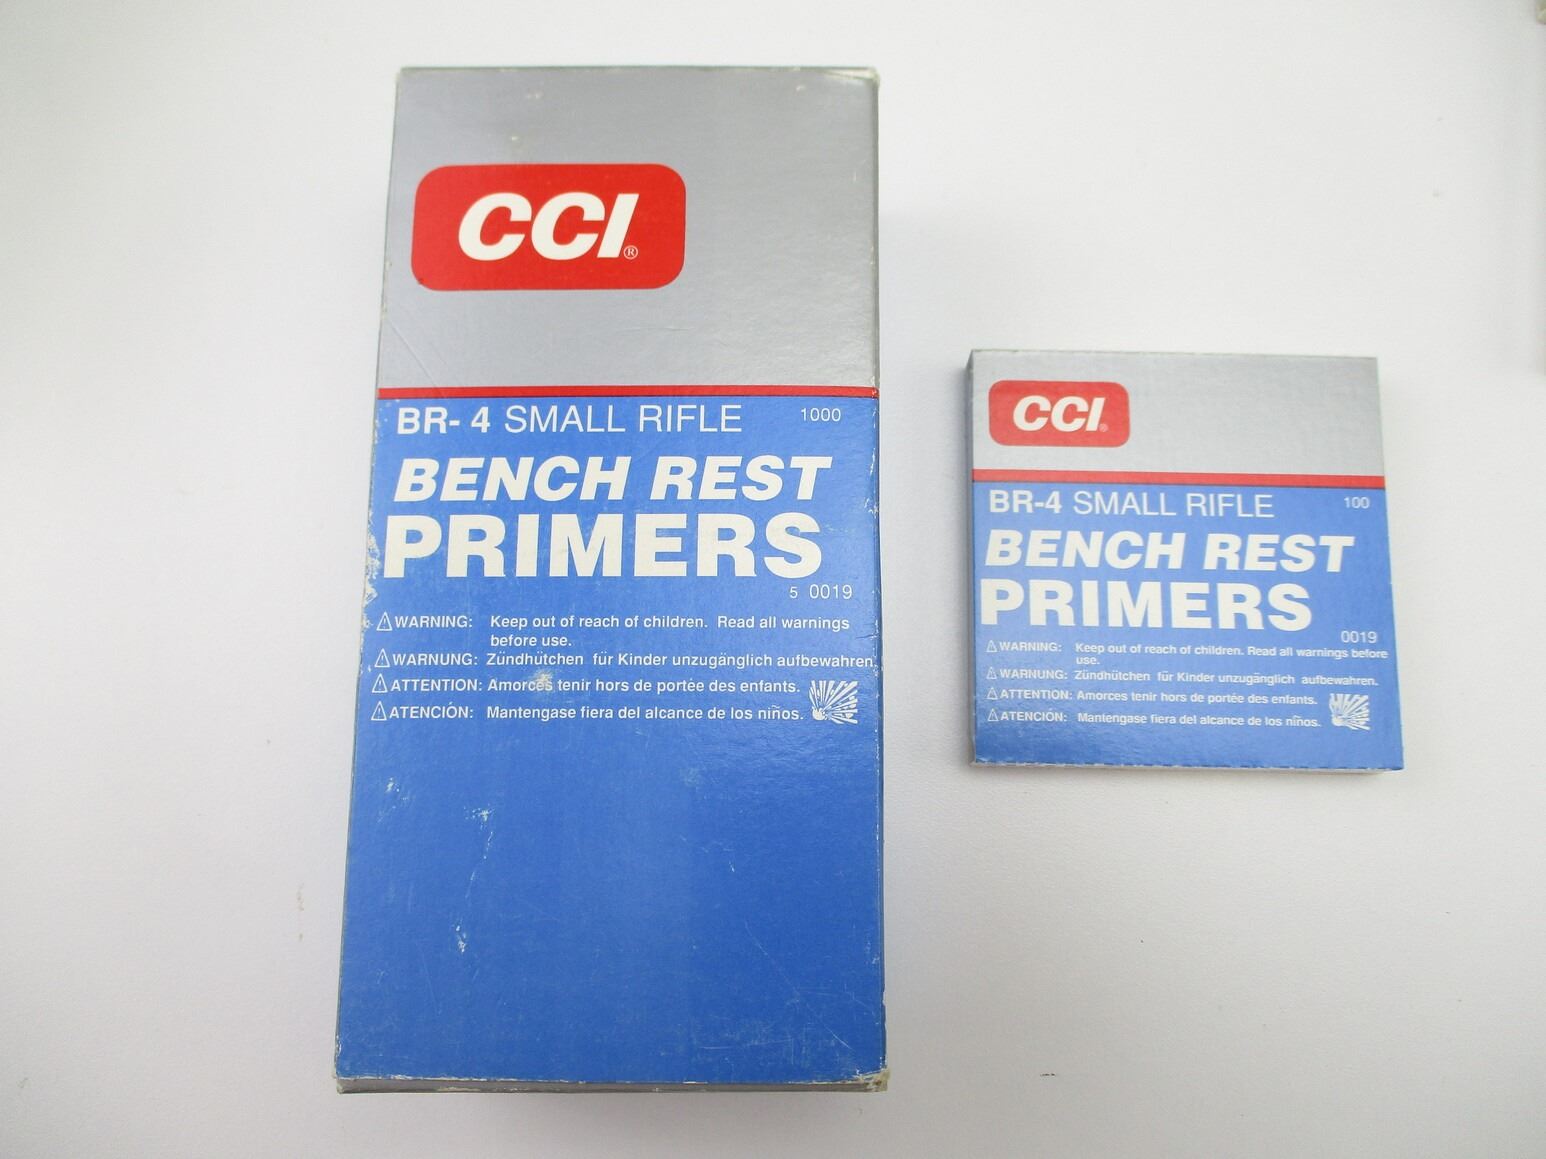 CCI®
BR- 4 SMALL RIFLE 1000
BENCH REST
PRIMERS
5 0019
⚠WARNING: Keep out of reach of children. Read all warnings
before use.
⚠WARNUNG: Zündhütchen für Kinder unzugänglich aufbewahren.
⚠ATTENTION: Amorces tenir hors de portée des enfants.
⚠ATENCIÓN: Mantengase fiera del alcance de los niños.
CCI®
BR-4 SMALL RIFLE 100
BENCH REST
PRIMERS
0019
⚠WARNING: Keep out of reach of children. Read all warnings before
use.
⚠WARNUNG: Zündhütchen für Kinder unzugänglich aufbewahren.
⚠ATTENTION: Amorces tenir hors de portée des enfants.
⚠ATENCIÓN: Mantengase fiera del alcance de los niños.